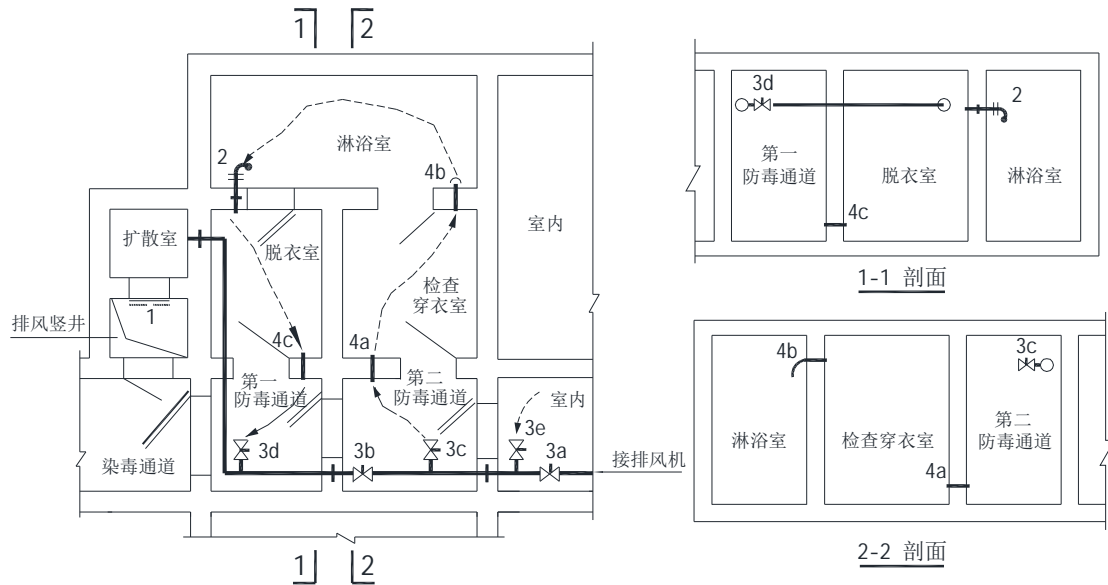 1
2
淋浴室
2
4b
扩散室
脱衣室
室内
检查
穿衣室
1
排风竖井
4c
4a
第一
防毒通道
第二
防毒通道
室内
3e
3d
3b
3c
3a
染毒通道
接排风机
1
2
3d
2
第一
防毒通道
脱衣室
淋浴室
4c
1-1 剖面
4b
3c
淋浴室
检查穿衣室
第二
防毒通道
4a
2-2 剖面